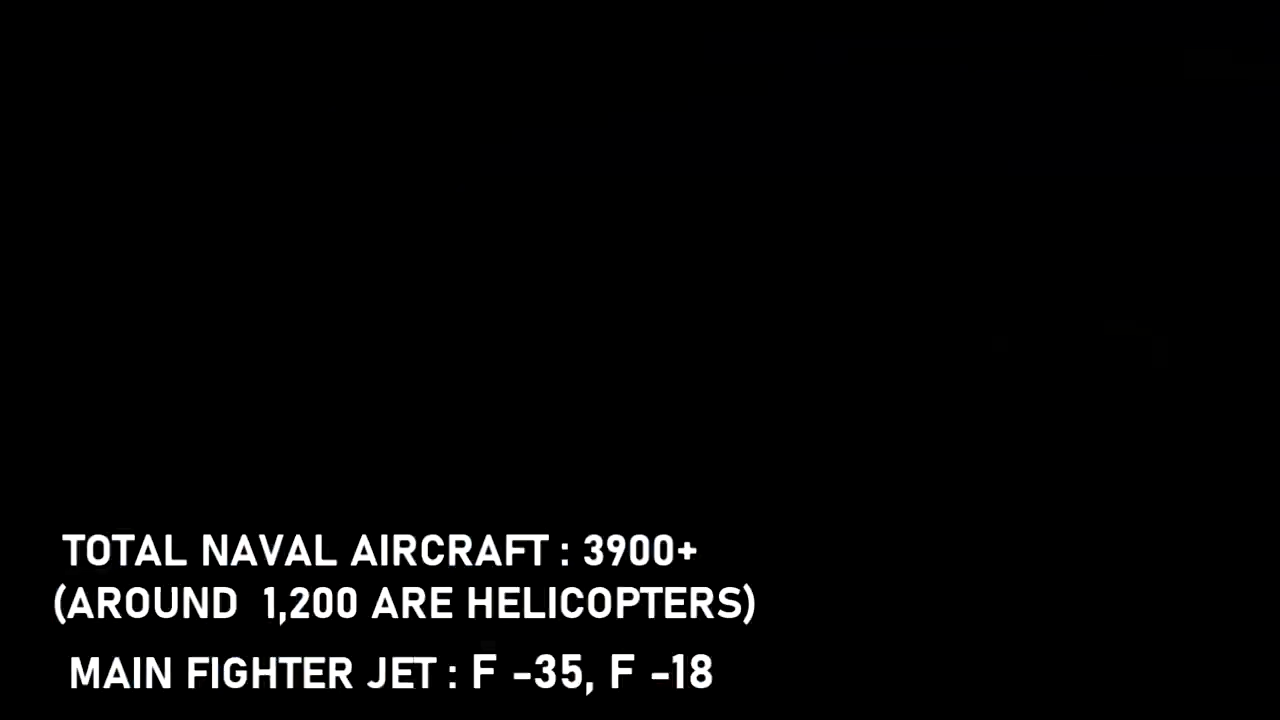 TOTAL NAVAL AIRCRAFT : 3900+
(AROUND 1,200 ARE HELICOPTERS)
MAIN FIGHTER JET : F -35, F -18